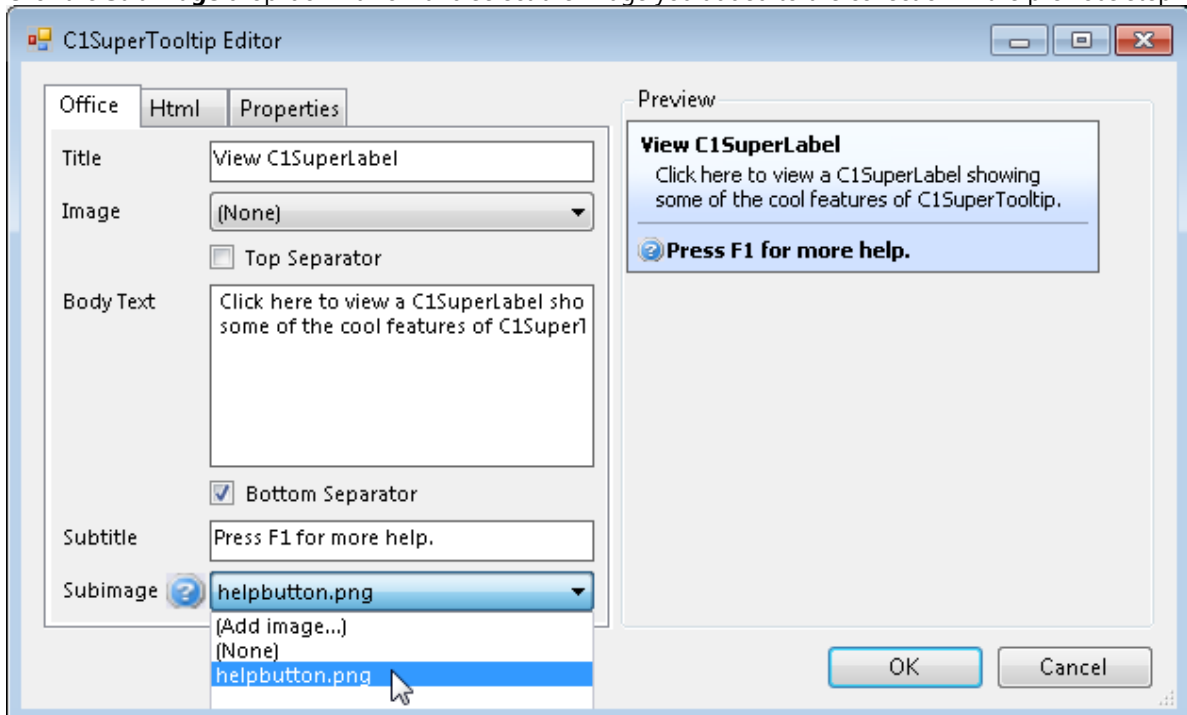 C1SuperTooltip Editor
Office Html Properties
Title View C1SuperLabel
Image (None)
Top Separator
Body Text Click here to view a C1SuperLabel sho
some of the cool features of C1SuperT
Bottom Separator
Subtitle Press F1 for more help.
Subimage helpbutton.png
(Add image...)
(None)
helpbutton.png
Preview
View C1SuperLabel
Click here to view a C1SuperLabel showing
some of the cool features of C1SuperTooltip.
Press F1 for more help.
OK Cancel